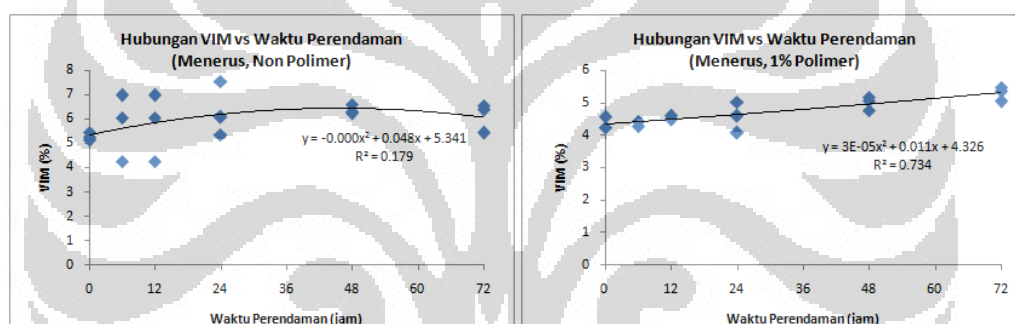 Hubungan VIM vs Waktu Perendaman
(Menerus, Non Polimer)
8
7
6
5
4
3
2
1
0
VIM (%)
y = -0.000x² + 0.048x + 5.341
R² = 0.179
0 12 24 36 48 60 72
Waktu Perendaman (jam)
Hubungan VIM vs Waktu Perendaman
(Menerus, 1% Polimer)
6
5
4
3
2
1
0
VIM (%)
y = 3E-05x² + 0.011x + 4.326
R² = 0.734
0 12 24 36 48 60 72
Waktu Perendaman (jam)